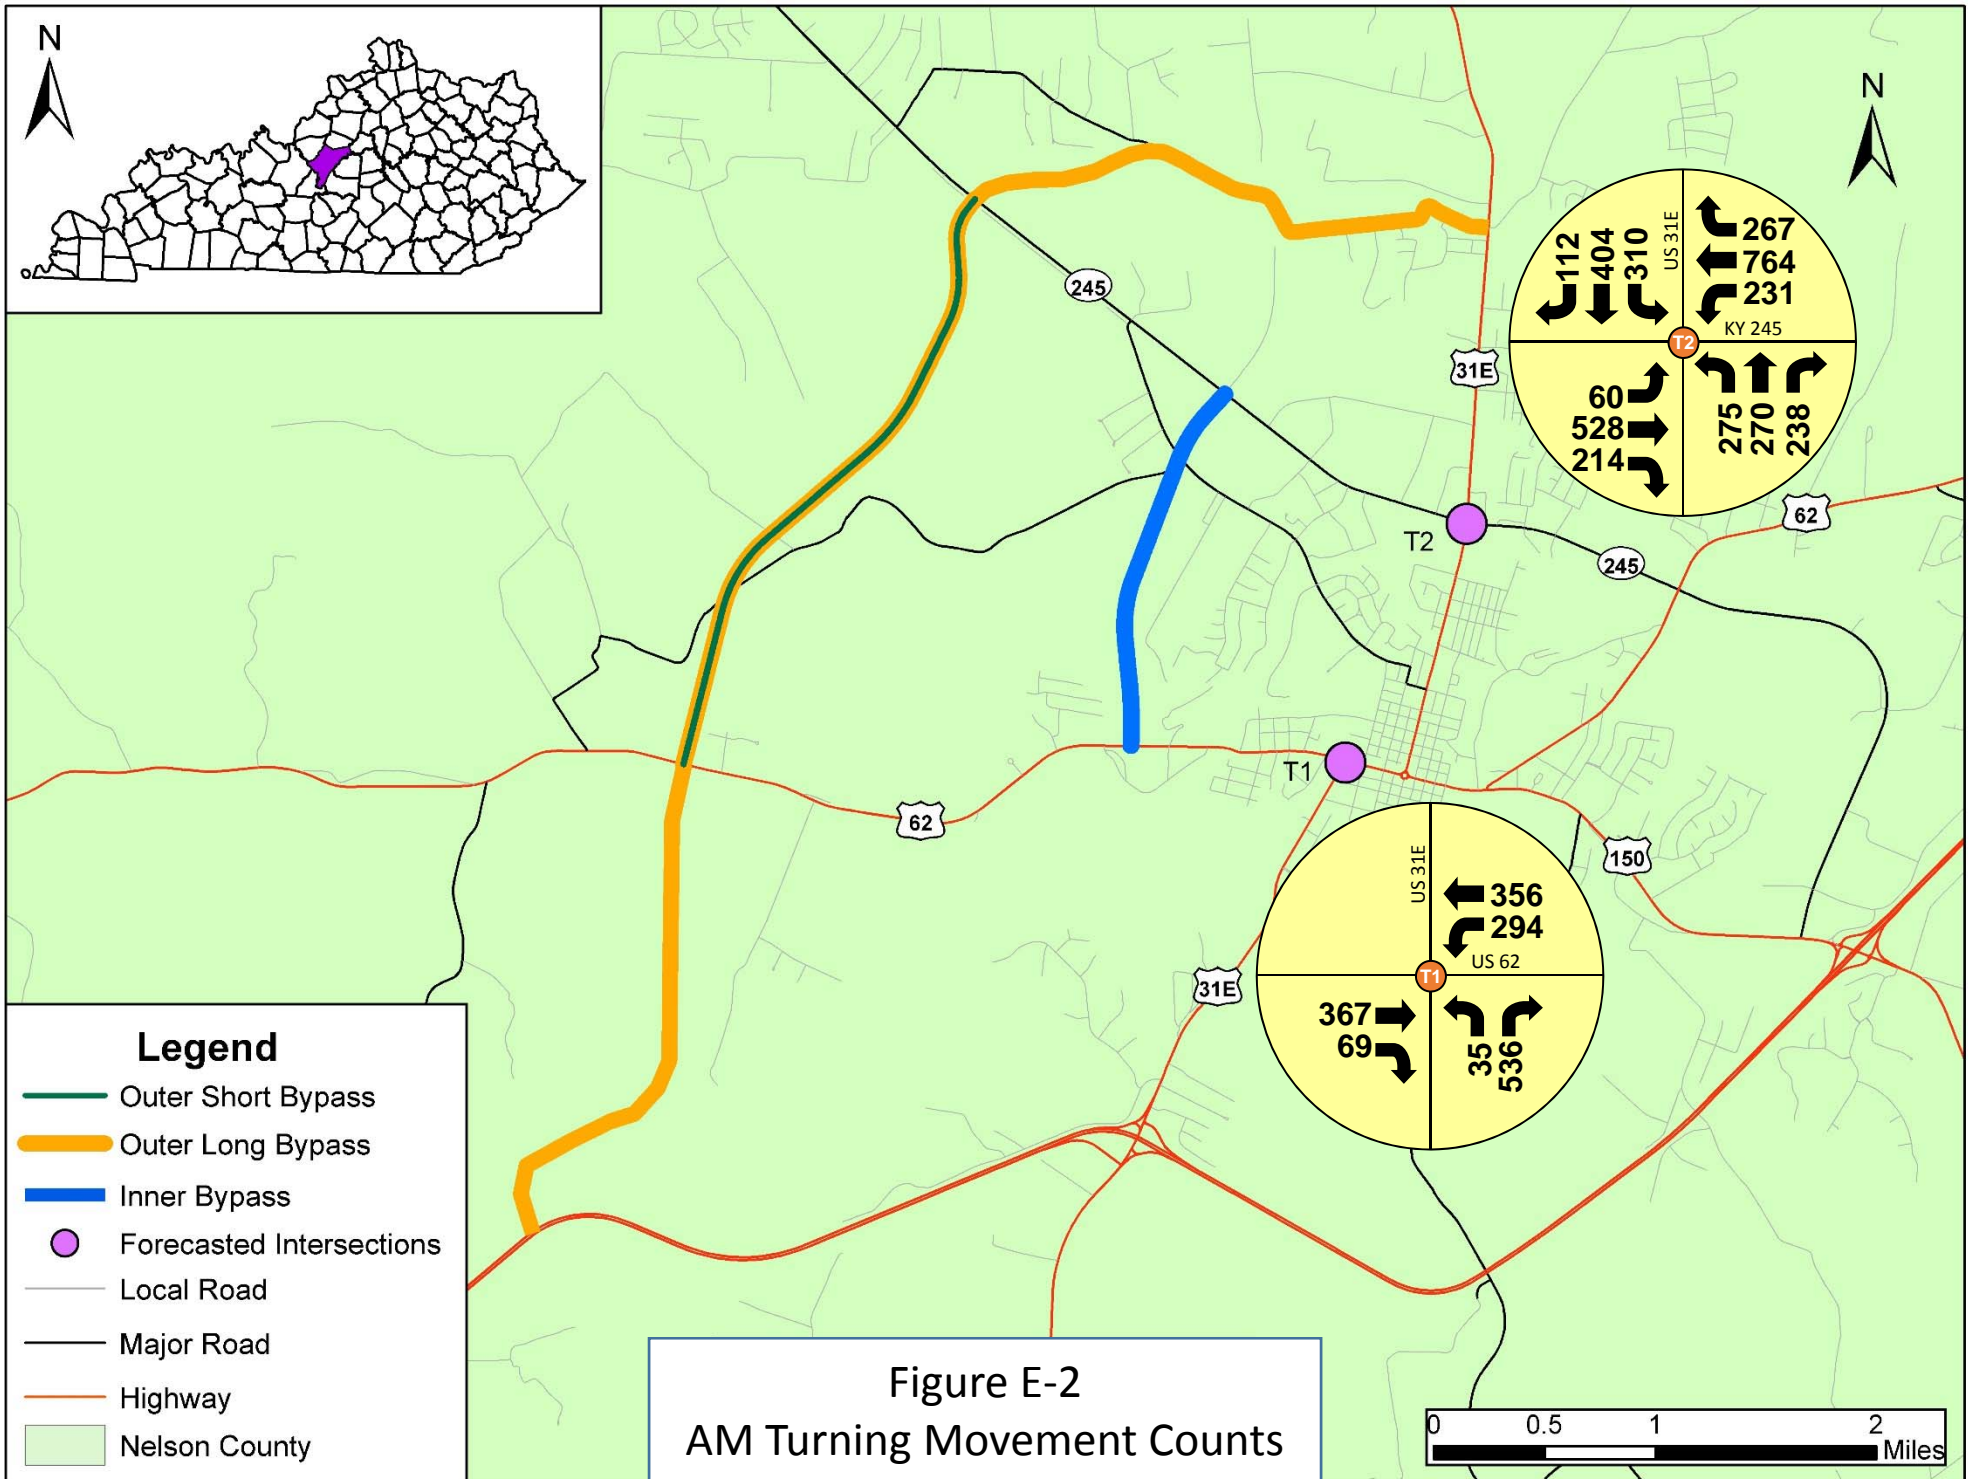 N
N
245
31E
US 31E
112
404
310
267
764
231
KY 245
T2
60
528
214
275
270
238
62
T2
245
T1
62
150
US 31E
356
294
US 62
T1
367
69
35
536
31E
Legend
Outer Short Bypass
Outer Long Bypass
Inner Bypass
Forecasted Intersections
Local Road
Major Road
Highway
Nelson County
Figure E-2
AM Turning Movement Counts
0 0.5 1 2
Miles